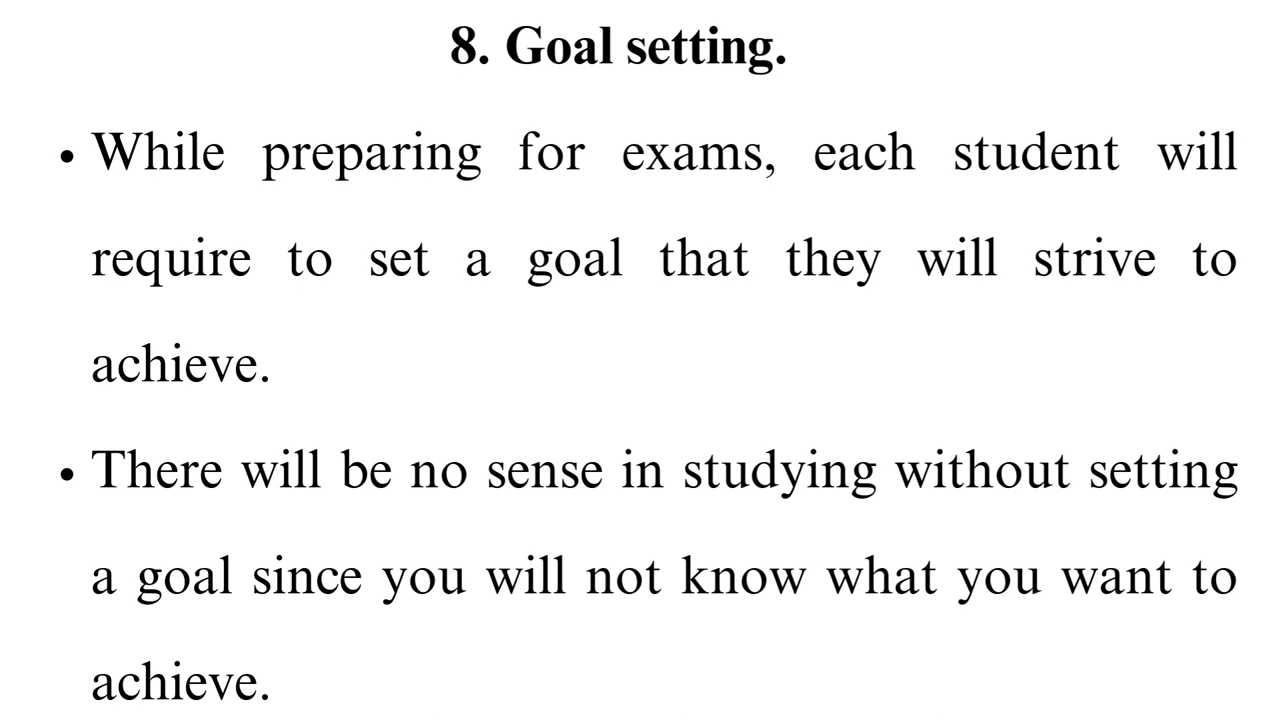 8. Goal setting.
• While preparing for exams, each student will
require to set a goal that they will strive to
achieve.
• There will be no sense in studying without setting
a goal since you will not know what you want to
achieve.